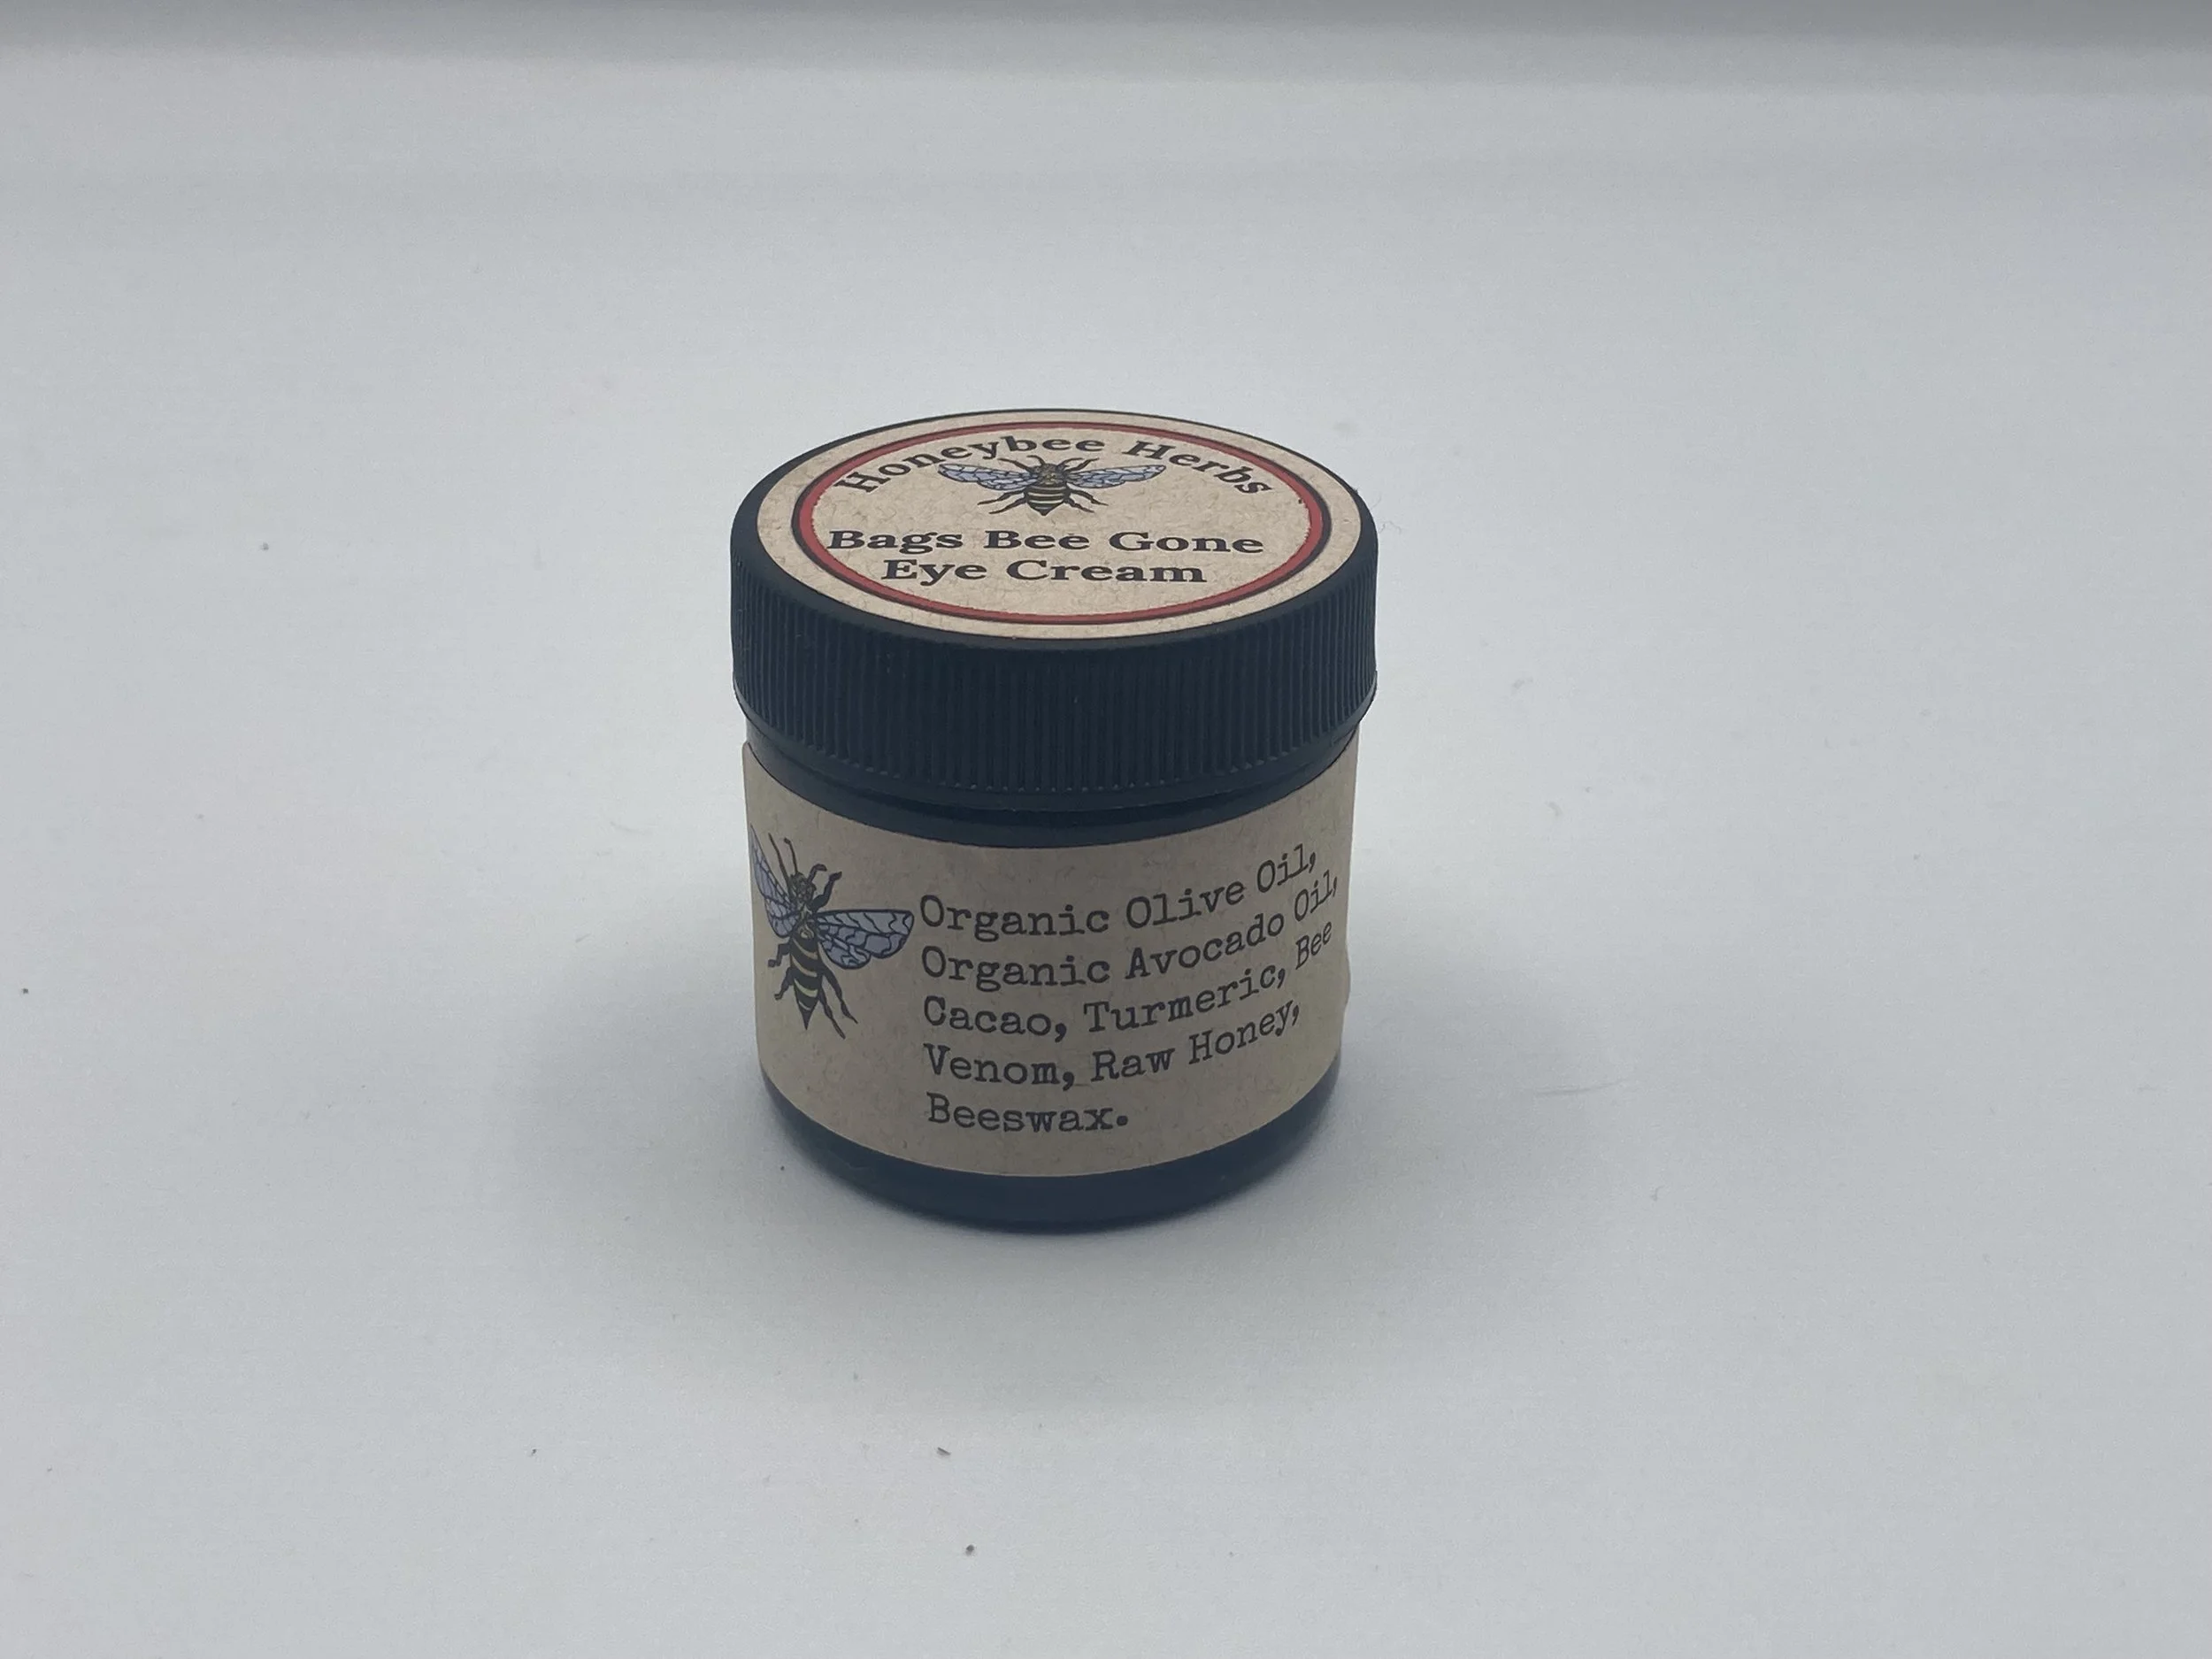 Honeybee Herbs
Bags Bee Gone
Eye Cream
Organic Olive Oil,
Organic Avocado Oil,
Cacao, Turmeric, Bee
Venom, Raw Honey,
Beeswax.